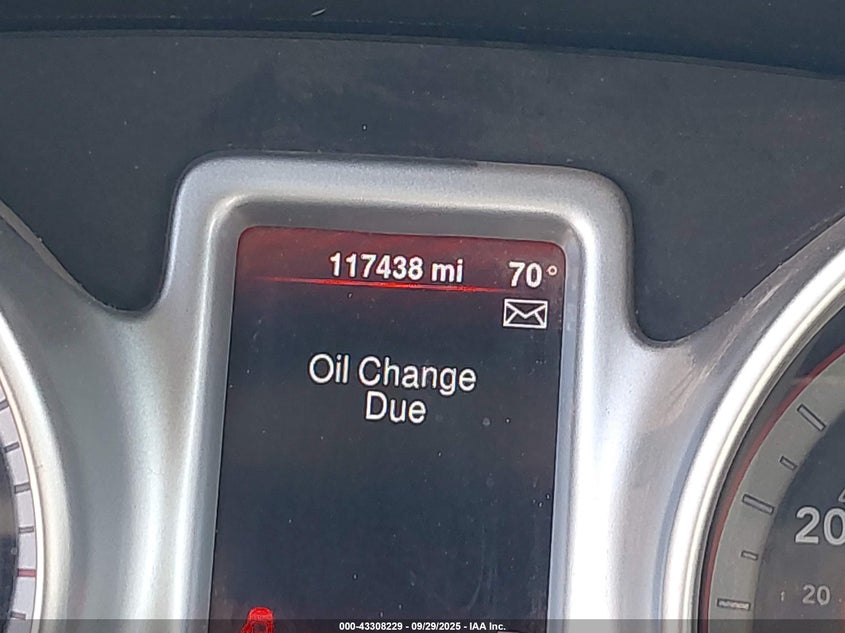 117438 mi 70°
Oil Change
Due
20
20
000-43308229 - 09/29/2025 - IAA Inc.